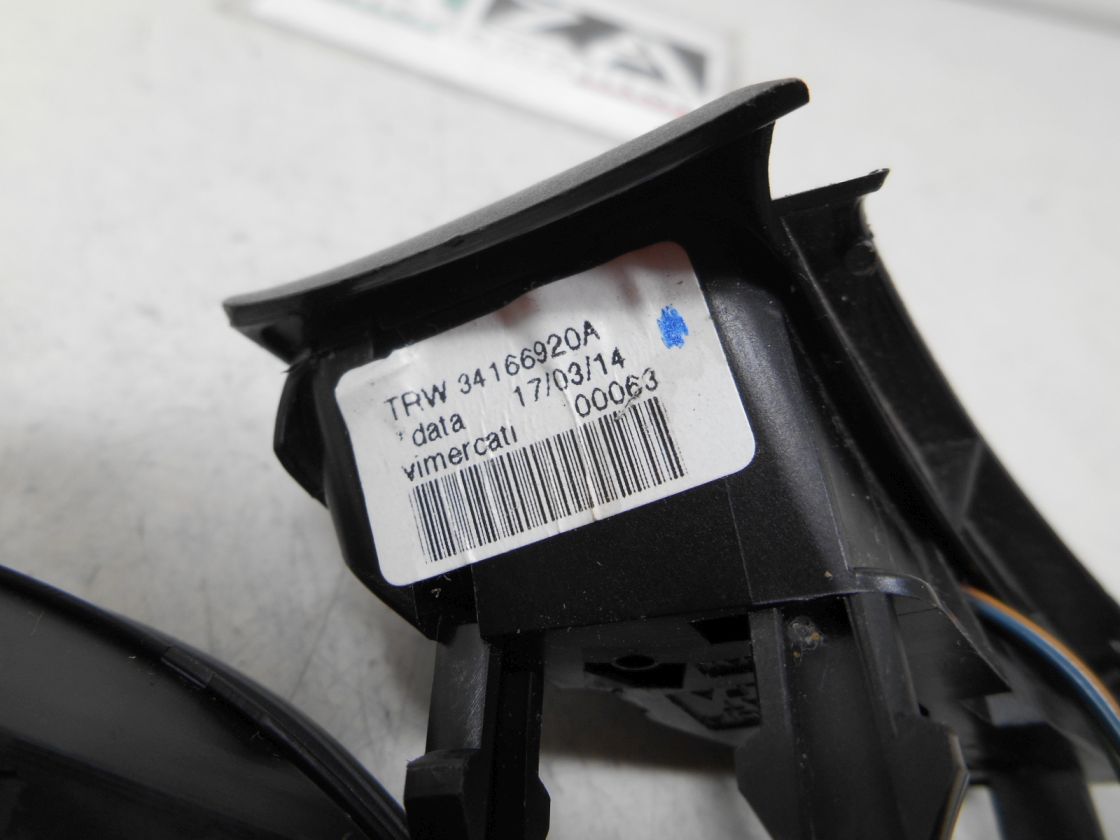 TRW 34166920A
data 17/03/14
vimercati 00063